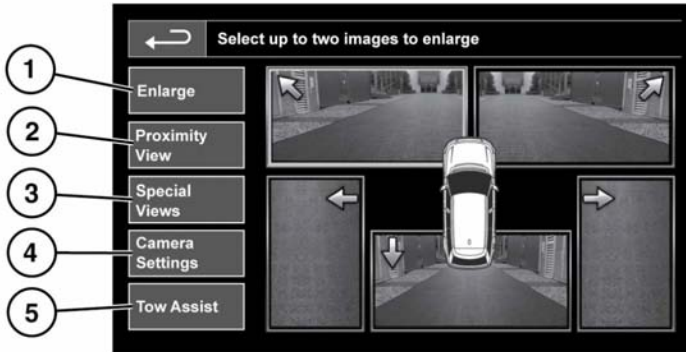 Select up to two images to enlarge
1
Enlarge
2
Proximity
View
3
Special
Views
4
Camera
Settings
5
Tow Assist